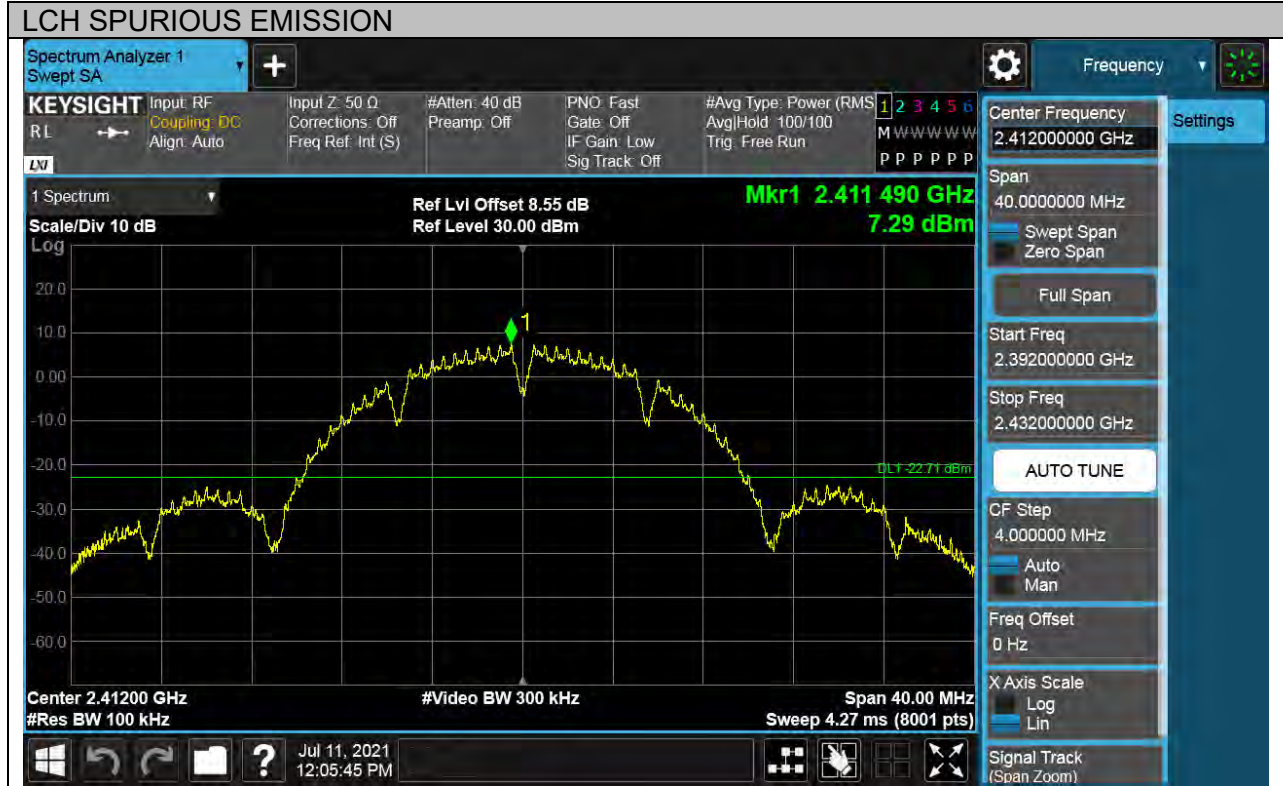 LCH SPURIOUS EMISSION
Spectrum Analyzer 1
Swept SA
+
Frequency
KEYSIGHT
RL
LXI
Input: RF
Coupling: DC
Align: Auto
Input Z: 50 Ω
Corrections: Off
Freq Ref: Int (S)
#Atten: 40 dB
Preamp: Off
PNO: Fast
Gate: Off
IF Gain: Low
Sig Track: Off
#Avg Type: Power (RMS
Avg|Hold: 100/100
Trig: Free Run
1 2 3 4 5 6
M W W W W W
P P P P P P
1 Spectrum
Scale/Div 10 dB
Log
Ref Lvl Offset 8.55 dB
Ref Level 30.00 dBm
Mkr1 2.411 490 GHz
7.29 dBm
20.0
10.0
0.00
-10.0
-20.0
-30.0
-40.0
-50.0
-60.0
1
DL1 -22.71 dBm
Center 2.41200 GHz
#Res BW 100 kHz
#Video BW 300 kHz
Span 40.00 MHz
Sweep 4.27 ms (8001 pts)
?
Jul 11, 2021
12:05:45 PM
Center Frequency
2.412000000 GHz
Settings
Span
40.0000000 MHz
Swept Span
Zero Span
Full Span
Start Freq
2.392000000 GHz
Stop Freq
2.432000000 GHz
AUTO TUNE
CF Step
4.000000 MHz
Auto
Man
Freq Offset
0 Hz
X Axis Scale
Log
Lin
Signal Track
(Span Zoom)